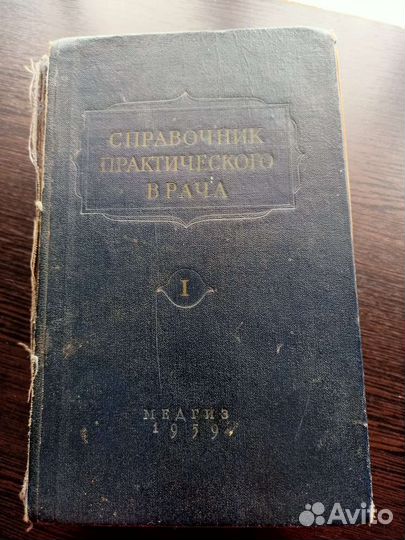 СПРАВОЧНИК
ПРАКТИЧЕСКОГО
ВРАЧА
I
МЕДГИЗ
1959
Avito